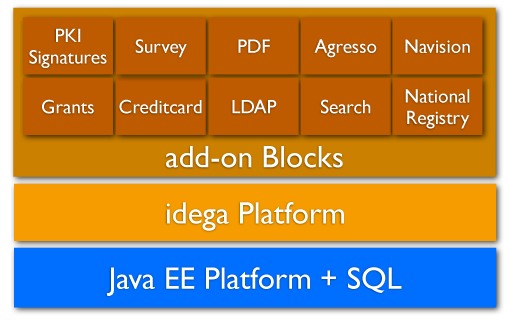 PKI
Signatures
Survey
PDF
Agresso
Navision
Grants
Creditcard
LDAP
Search
National
Registry
add-on Blocks
idega Platform
Java EE Platform + SQL